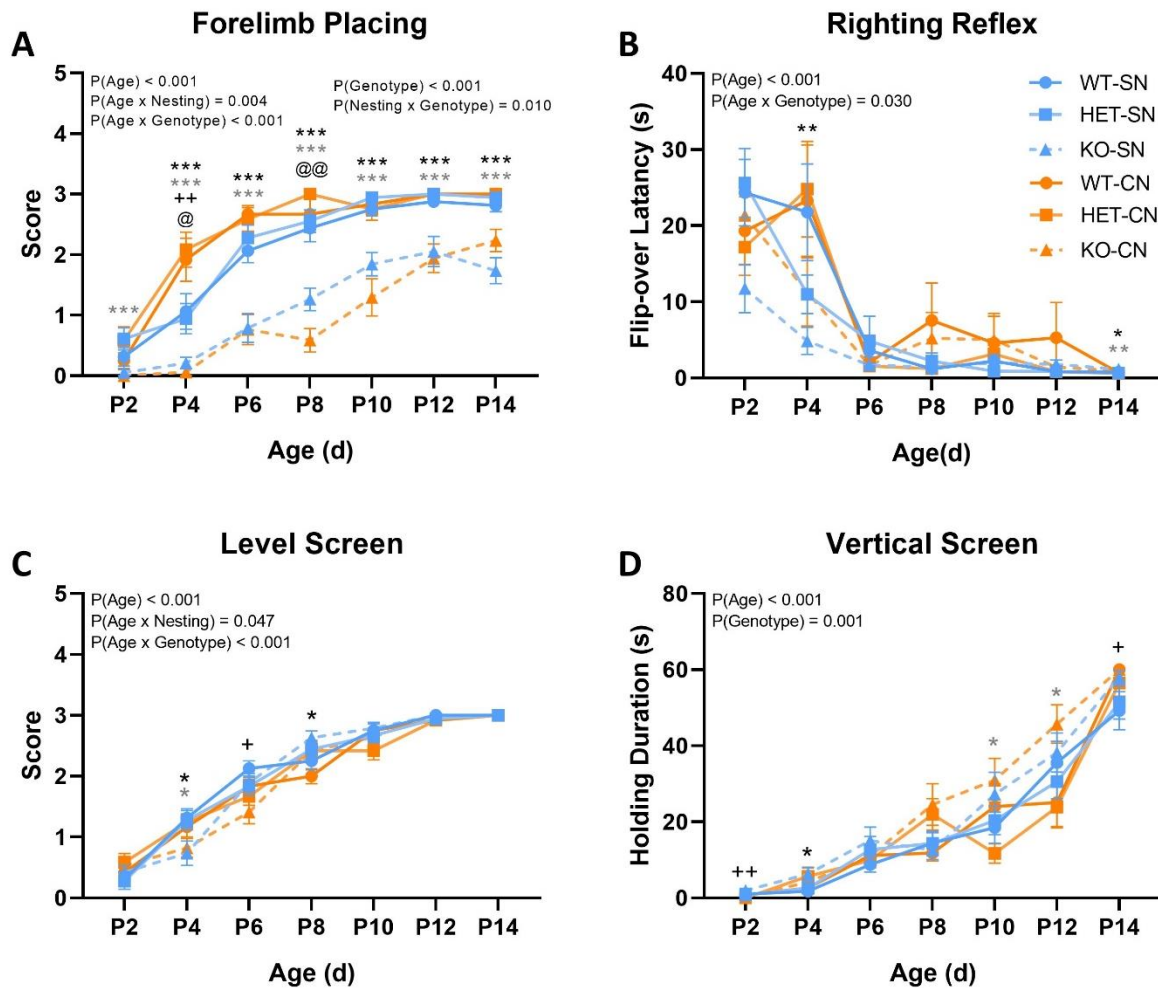 A
Forelimb Placing
P(Age) < 0.001
P(Age x Nesting) = 0.004
P(Age x Genotype) < 0.001
P(Genotype) < 0.001
P(Nesting x Genotype) = 0.010
5
4
3
2
1
0
Score
***
***
***
++
@
***
***
***
***
@@
***
***
***
***
***
***
P2
P4
P6
P8
P10
P12
P14
Age (d)
B
Righting Reflex
P(Age) < 0.001
P(Age x Genotype) = 0.030
40
30
20
10
0
Flip-over Latancy (s)
**
*
**
P2
P4
P6
P8
P10
P12
P14
Age(d)
WT-SN
HET-SN
KO-SN
WT-CN
HET-CN
KO-CN
C
Level Screen
P(Age) < 0.001
P(Age x Nesting) = 0.047
P(Age x Genotype) < 0.001
5
4
3
2
1
0
Score
*
*
+
*
P2
P4
P6
P8
P10
P12
P14
Age (d)
D
Vertical Screen
P(Age) < 0.001
P(Genotype) = 0.001
80
60
40
20
0
Holding Duration (s)
++
*
*
*
+
P2
P4
P6
P8
P10
P12
P14
Age (d)